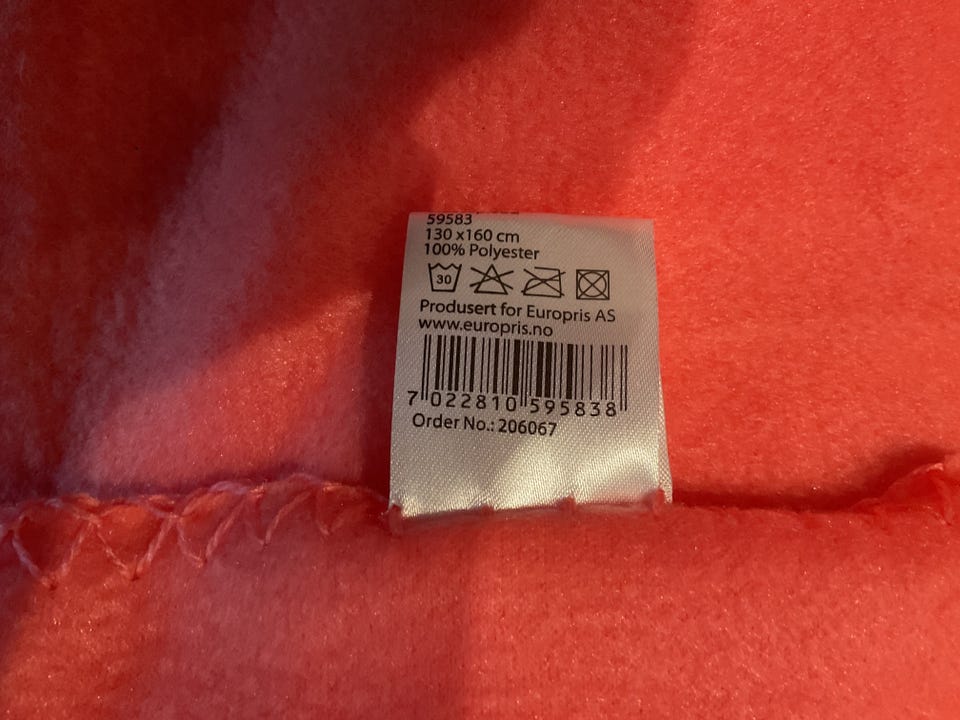 59583
130 x160 cm
100% Polyester
30
Produsert for Europris AS
www.europris.no
7 022810 595838
Order No.: 206067